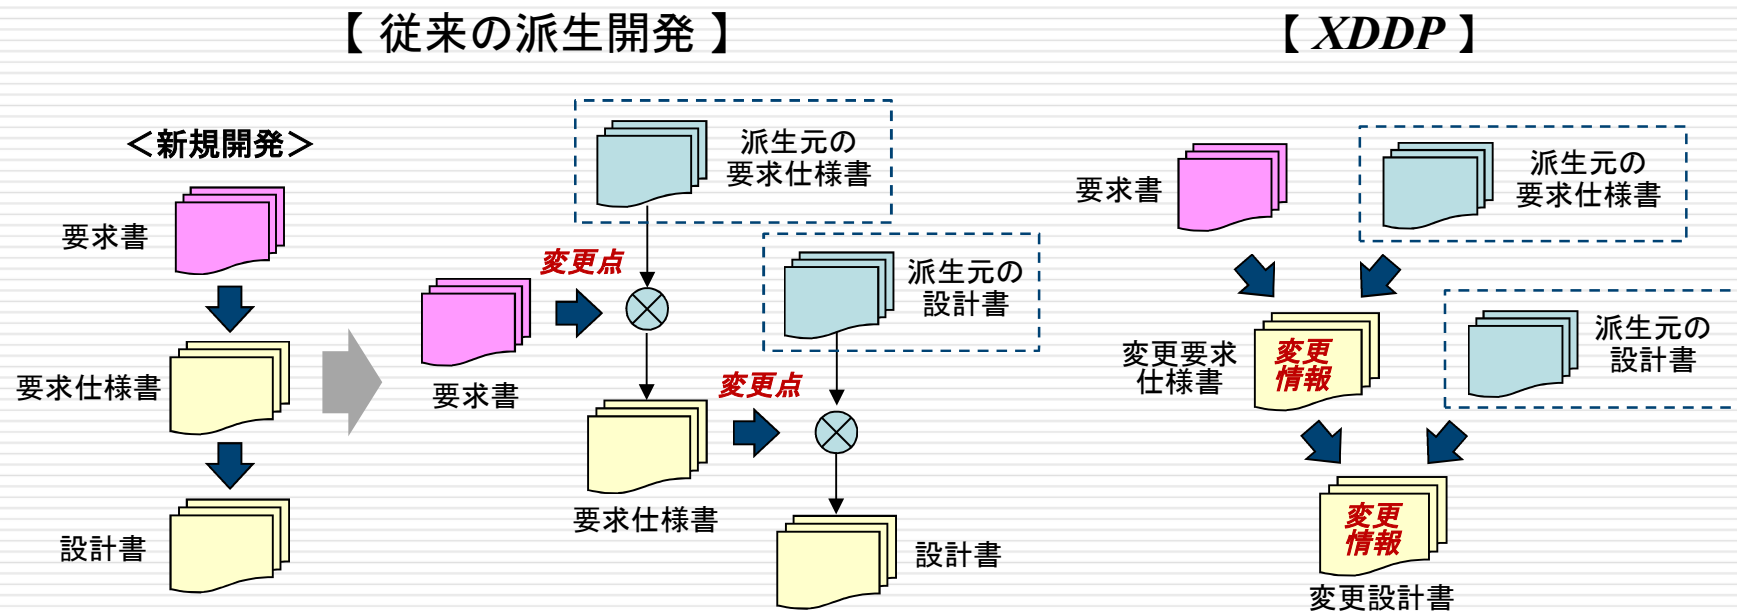 【 従来の派生開発 】
＜新規開発＞
要求書
要求仕様書
設計書
派生元の
要求仕様書
変更点
要求書
派生元の
設計書
変更点
要求仕様書
設計書
【 XDDP 】
要求書
派生元の
要求仕様書
変更要求
仕様書
変更
情報
派生元の
設計書
変更
情報
変更設計書